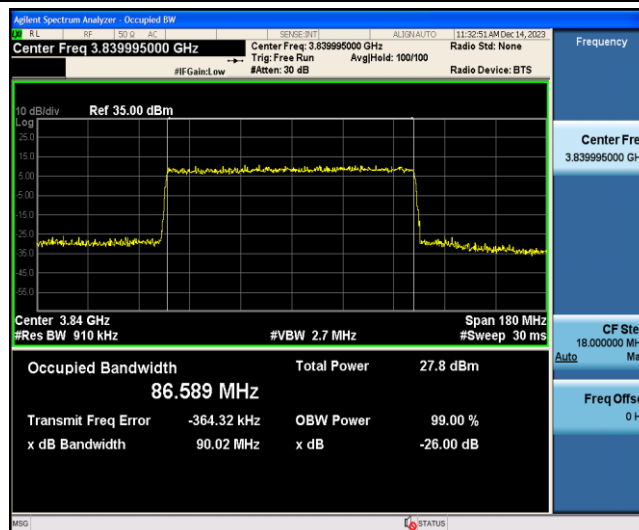 Agilent Spectrum Analyzer - Occupied BW
RL RF 50 Ω AC SENSE:INT ALIGNAUTO 11:32:51 AM Dec 14, 2023
Center Freq 3.839995000 GHz
Center Freq: 3.839995000 GHz
Radio Std: None
Trig: Free Run Avg|Hold: 100/100
#IFGain:Low #Atten: 30 dB Radio Device: BTS
10 dB/div Ref 35.00 dBm
Log
25.0
15.0
5.00
-5.00
-15.0
-25.0
-35.0
-45.0
-55.0
Center 3.84 GHz Span 180 MHz
#Res BW 910 kHz #VBW 2.7 MHz #Sweep 30 ms
Occupied Bandwidth Total Power 27.8 dBm
86.589 MHz
Transmit Freq Error -364.32 kHz OBW Power 99.00 %
x dB Bandwidth 90.02 MHz x dB -26.00 dB
MSG STATUS
Frequency
Center Fre
3.839995000 GH
CF Ste
18.000000 MH
Auto Ma
Freq Offse
0 H